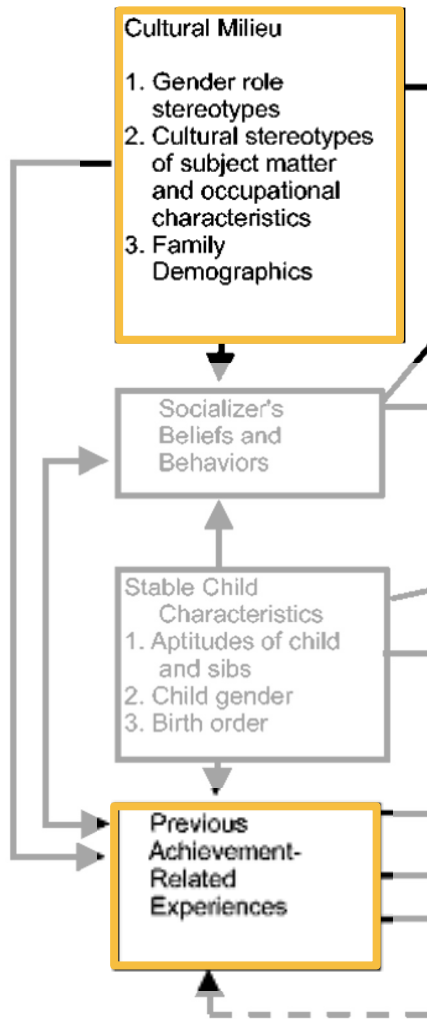 Cultural Milieu
1. Gender role
stereotypes
2. Cultural stereotypes
of subject matter
and occupational
characteristics
3. Family
Demographics
Socializer's
Beliefs and
Behaviors
Stable Child
Characteristics
1. Aptitudes of child
and sibs
2. Child gender
3. Birth order
Previous
Achievement-
Related
Experiences